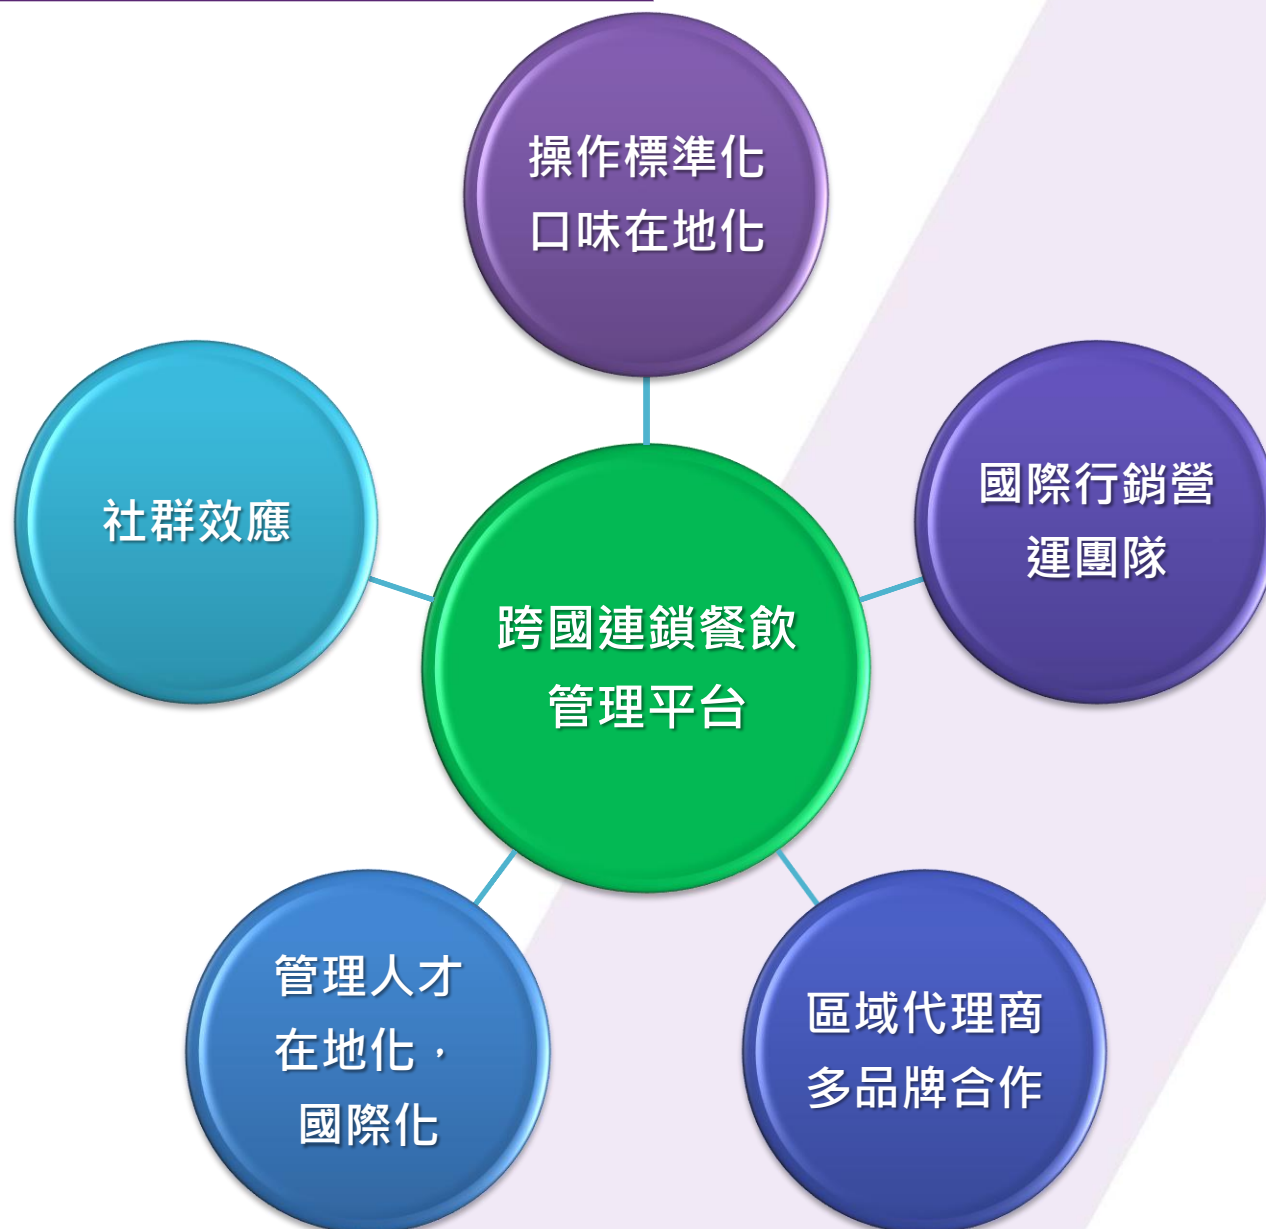 操作標準化
口味在地化
國際行銷營
運團隊
社群效應
跨國連鎖餐飲
管理平台
管理人才
在地化，
國際化
區域代理商
多品牌合作